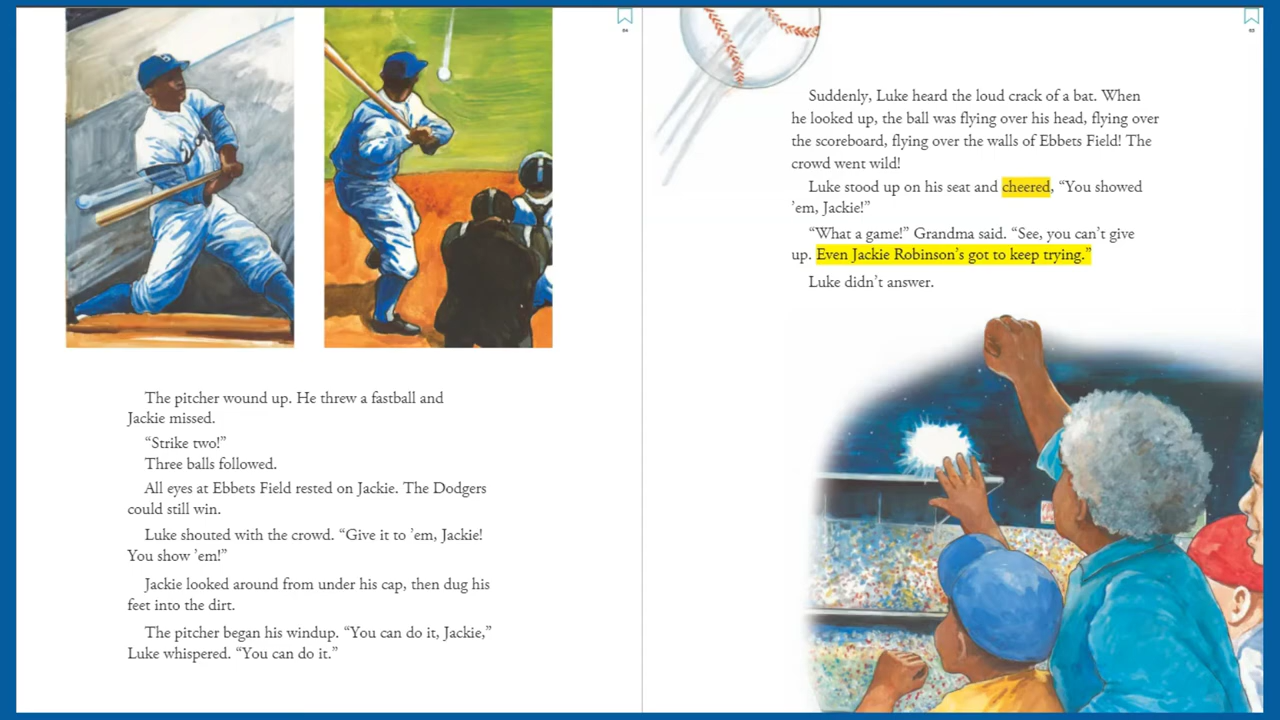 The pitcher wound up. He threw a fastball and
Jackie missed.
“Strike two!”
Three balls followed.
All eyes at Ebbets Field rested on Jackie. The Dodgers
could still win.
Luke shouted with the crowd. “Give it to ’em, Jackie!
You show ’em!”
Jackie looked around from under his cap, then dug his
feet into the dirt.
The pitcher began his windup. “You can do it, Jackie,”
Luke whispered. “You can do it.”
Suddenly, Luke heard the loud crack of a bat. When
he looked up, the ball was flying over his head, flying over
the scoreboard, flying over the walls of Ebbets Field! The
crowd went wild!
Luke stood up on his seat and cheered, “You showed
’em, Jackie!”
“What a game!” Grandma said. “See, you can’t give
up. Even Jackie Robinson’s got to keep trying.”
Luke didn’t answer.